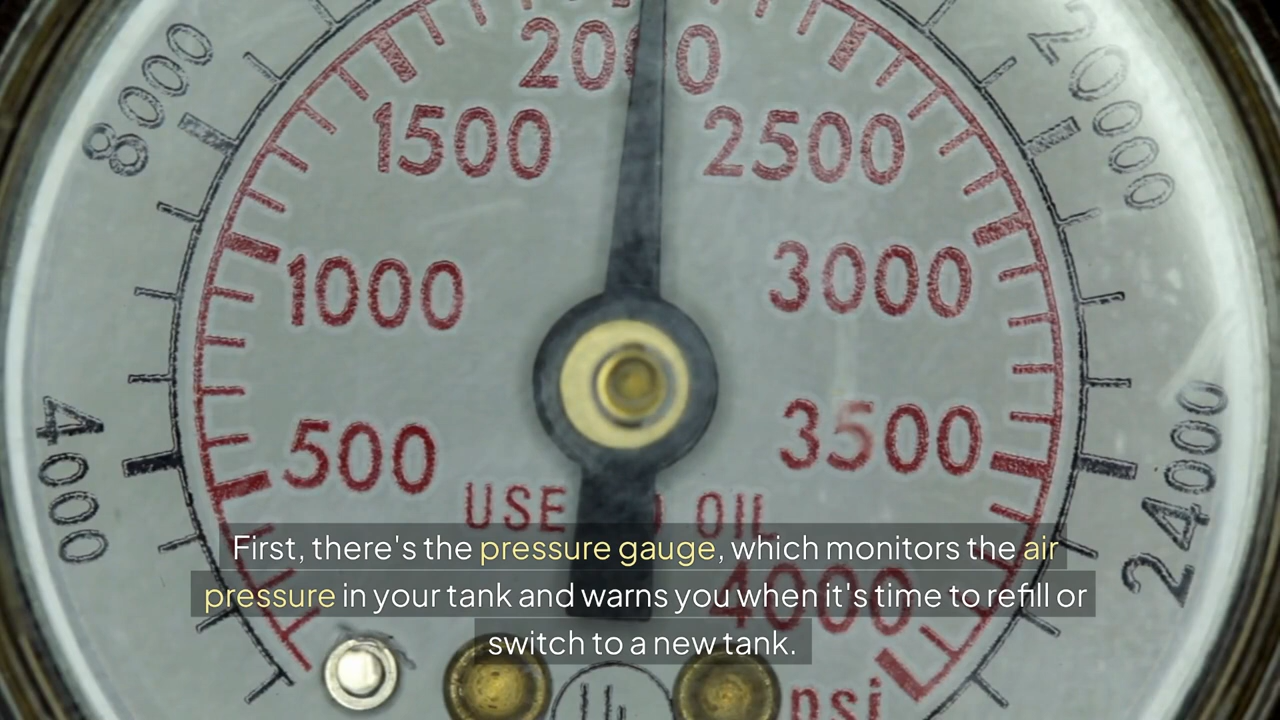 2000
1500
2500
1000
3000
500
3500
4000
psi
USE
OIL
8000
20000
4000
24000
First, there's the pressure gauge, which monitors the air
pressure in your tank and warns you when it's time to refill or
switch to a new tank.